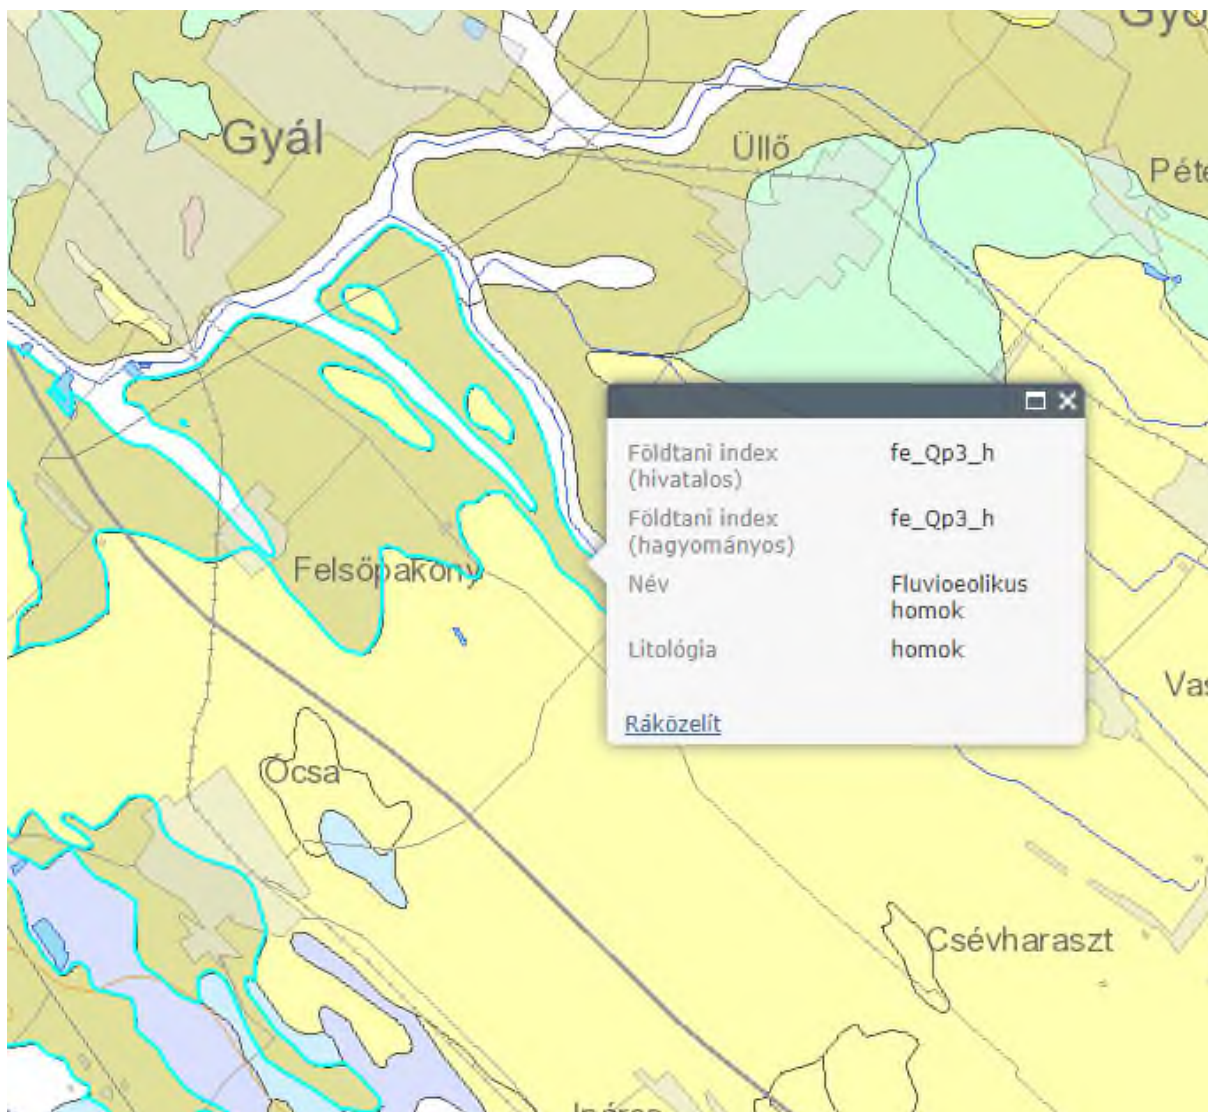 Győ
Gyál
Üllő
Péte
Földtani index fe_Qp3_h
(hivatalos)
Földtani index fe_Qp3_h
(hagyományos)
Név Fluvioeolikus
homok
Litológia homok
Ráközelít
Felsőpakony
Vas
Ócsa
Csévharaszt